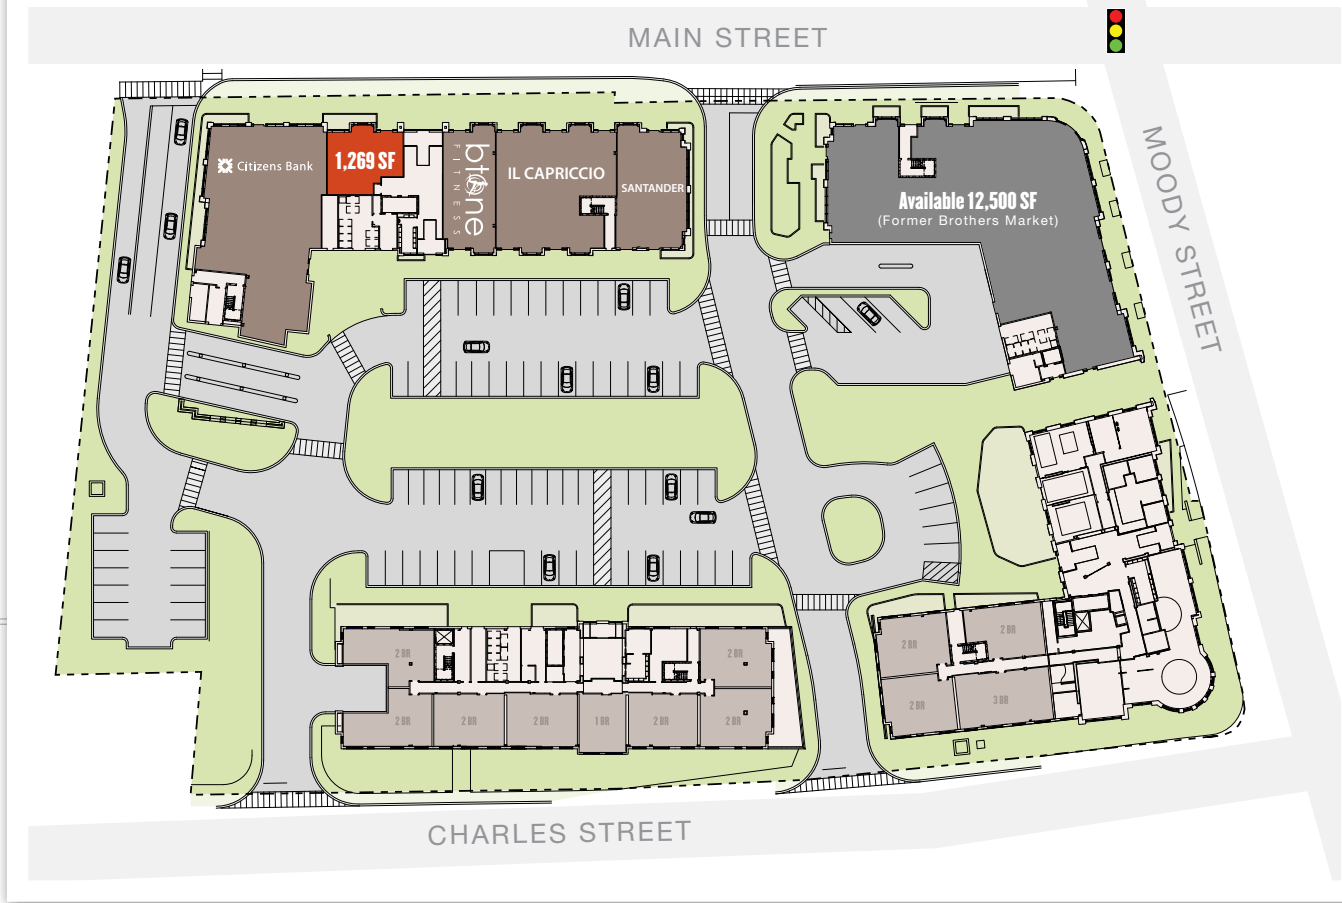 MAIN STREET
MOODY STREET
Citizens Bank
1,269 SF
btone
FITNESS
IL CAPRICCIO
SANTANDER
Available 12,500 SF
(Former Brothers Market)
2 BR
2 BR
2 BR
2 BR
2 BR
1 BR
2 BR
2 BR
2 BR
2 BR
2 BR
3 BR
CHARLES STREET